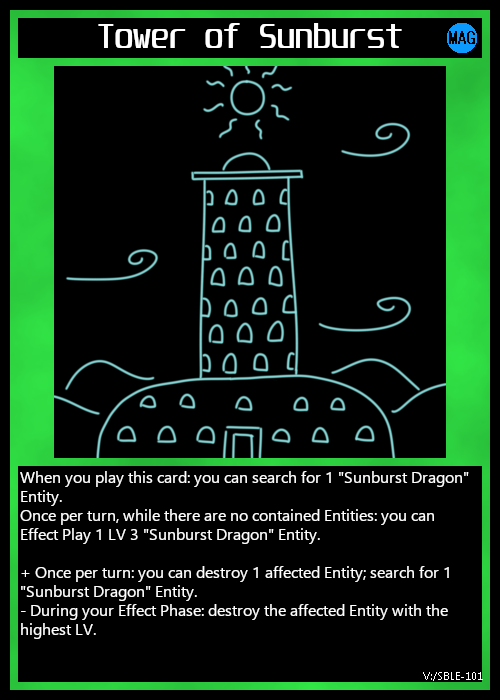 Tower of Sunburst
MAG
When you play this card: you can search for 1 "Sunburst Dragon"
Entity.
Once per turn, while there are no contained Entities: you can
Effect Play 1 LV 3 "Sunburst Dragon" Entity.
+ Once per turn: you can destroy 1 affected Entity; search for 1
"Sunburst Dragon" Entity.
- During your Effect Phase: destroy the affected Entity with the
highest LV.
V:/SBLE-101